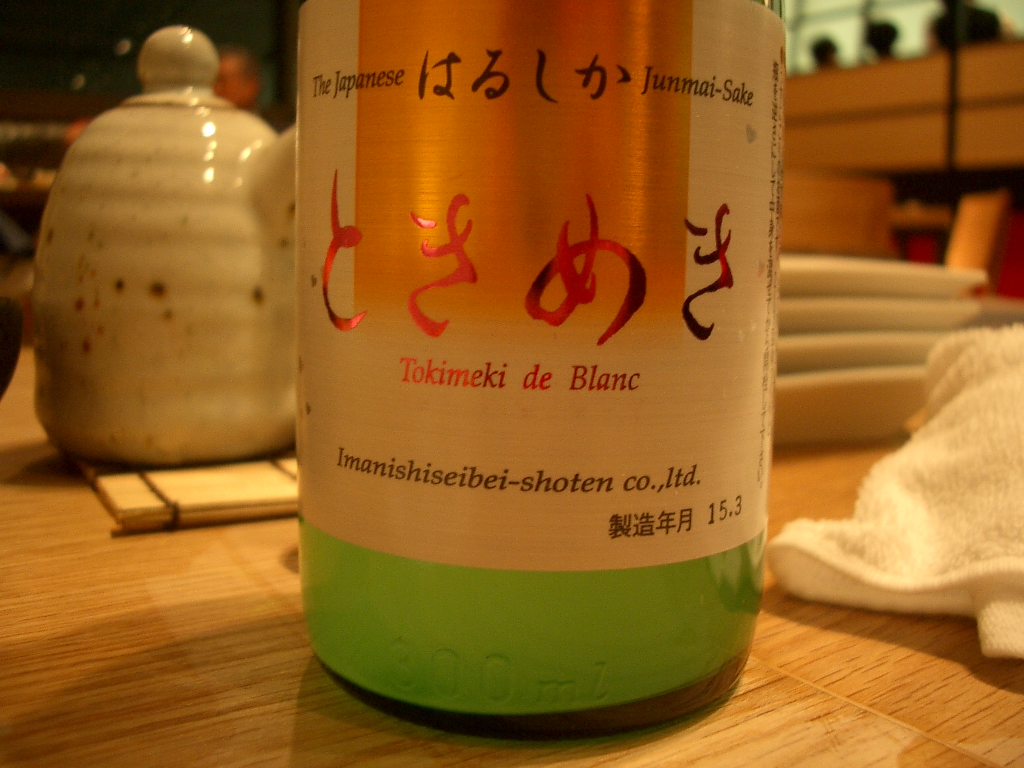 The Japanese はるしか Junmai-Sake
ときめき
Tokimeki de Blanc
Imanishiseibei-shoten co.,ltd.
製造年月 15.3
300ml